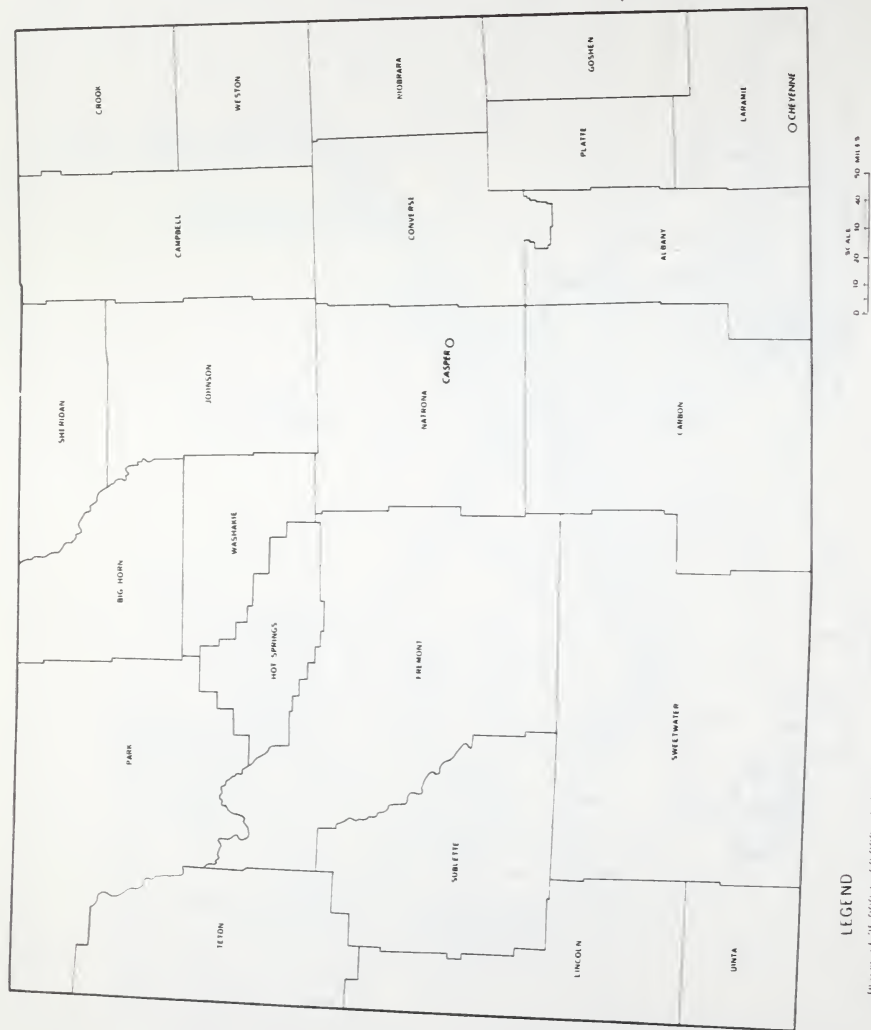 CROOK
WESTON
NIOBRARA
GOSHEN
LARAMIE
CHEYENNE
PLATTE
CAMPBELL
CONVERSE
ALBANY
SHERIDAN
JOHNSON
NATRONA
CASPER
CARBON
BIG HORN
WASHAKIE
HOT SPRINGS
FREMONT
SWEETWATER
PARK
TETON
SUBLETTE
LINCOLN
UINTA
SCALE
0 10 20 30 40 50 MILES
LEGEND